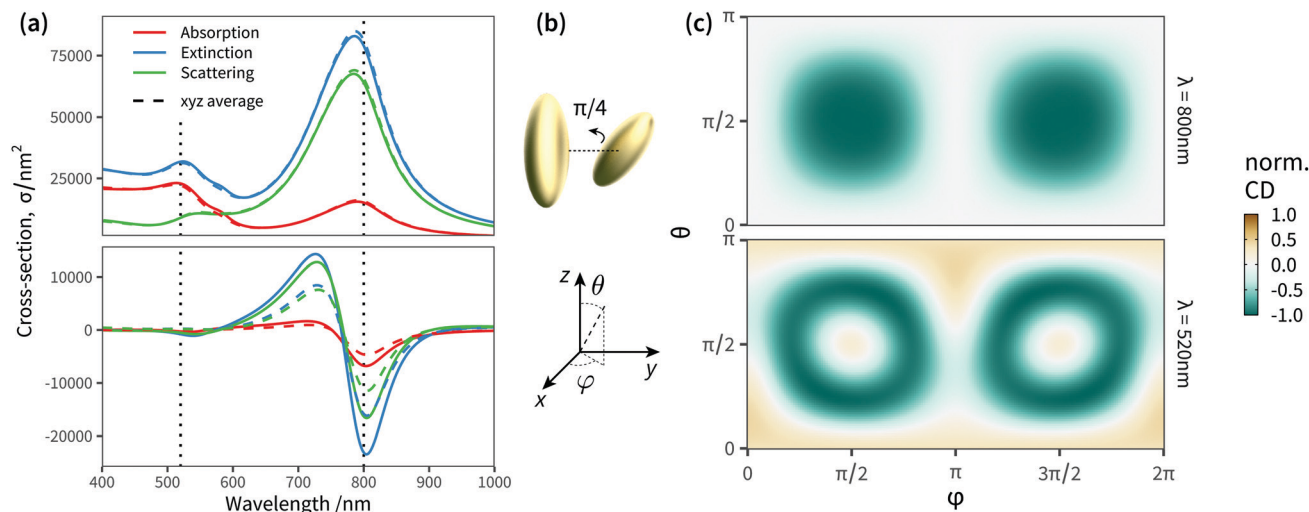 (a)
Absorption
Extinction
Scattering
xyz average
75000
50000
25000
10000
0
-10000
-20000
Cross-section, σ/nm²
400 500 600 700 800 900 1000
Wavelength /nm
(b)
π/4
z
θ
y
x
φ
(c)
π
π/2
0
λ = 800nm
θ
π
π/2
0
λ = 520nm
0 π/2 π 3π/2 2π
φ
norm.
CD
1.0
0.5
0.0
-0.5
-1.0